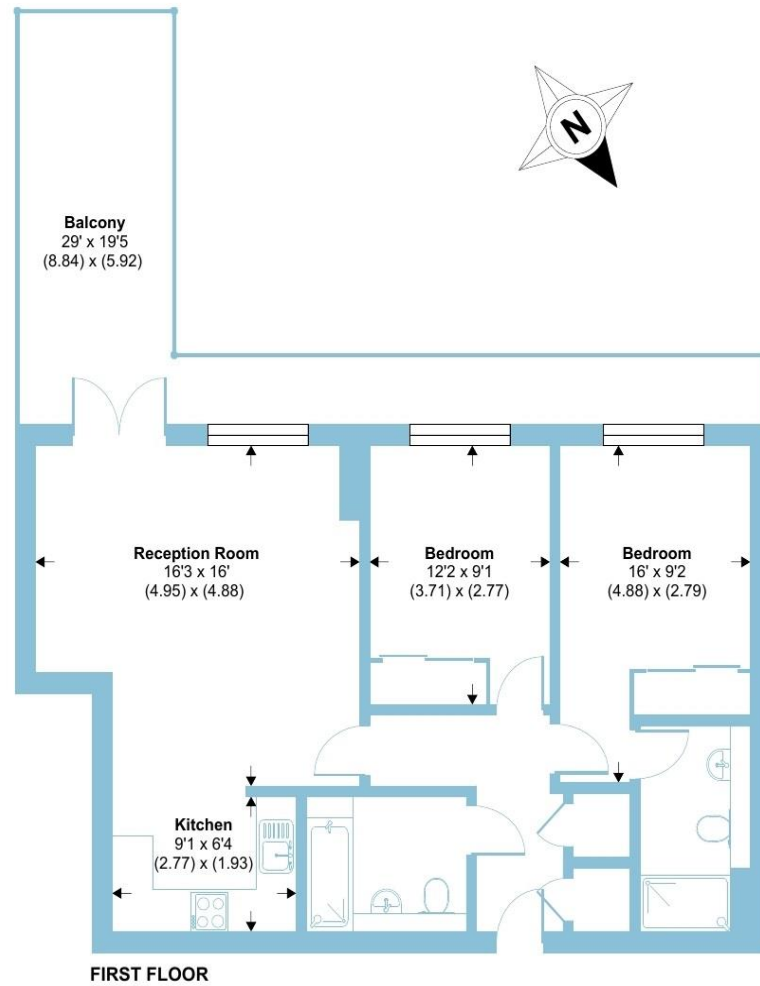 N
Balcony
29' x 19'5
(8.84) x (5.92)
Reception Room
16'3 x 16'
(4.95) x (4.88)
Bedroom
12'2 x 9'1
(3.71) x (2.77)
Bedroom
16' x 9'2
(4.88) x (2.79)
Kitchen
9'1 x 6'4
(2.77) x (1.93)
FIRST FLOOR